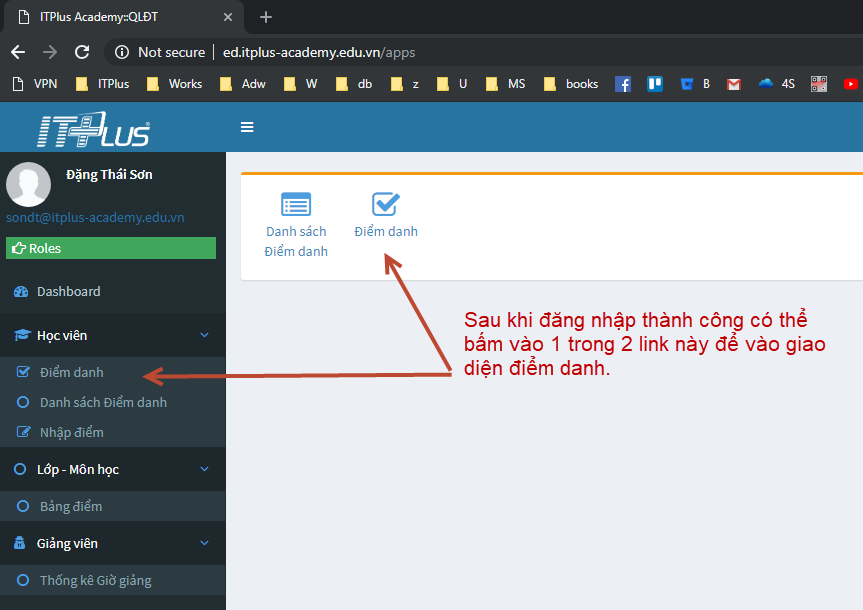 ITPlus Academy::QLĐT
Not secure | ed.itplus-academy.edu.vn/apps
VPN ITPlus Works Adw W db z U MS books B 4S
ITPLUS
Đặng Thái Sơn
sondt@itplus-academy.edu.vn
Roles
Dashboard
Học viên
Điểm danh
Danh sách Điểm danh
Nhập điểm
Lớp - Môn học
Bảng điểm
Giảng viên
Thống kê Giờ giảng
Danh sách
Điểm danh
Điểm danh
Sau khi đăng nhập thành công có thể
bấm vào 1 trong 2 link này để vào giao
diện điểm danh.